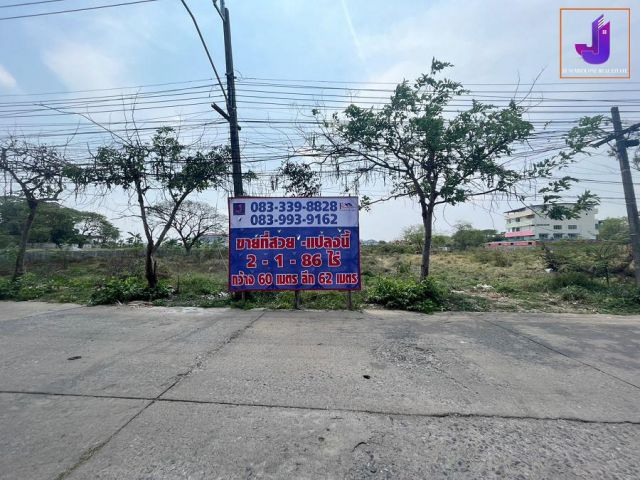 083-339-8828
083-993-9162
ขายที่สวย-แปลงนี้
2 - 1 - 86 ไร่
กว้าง 60 เมตร ลึก 62 เมตร